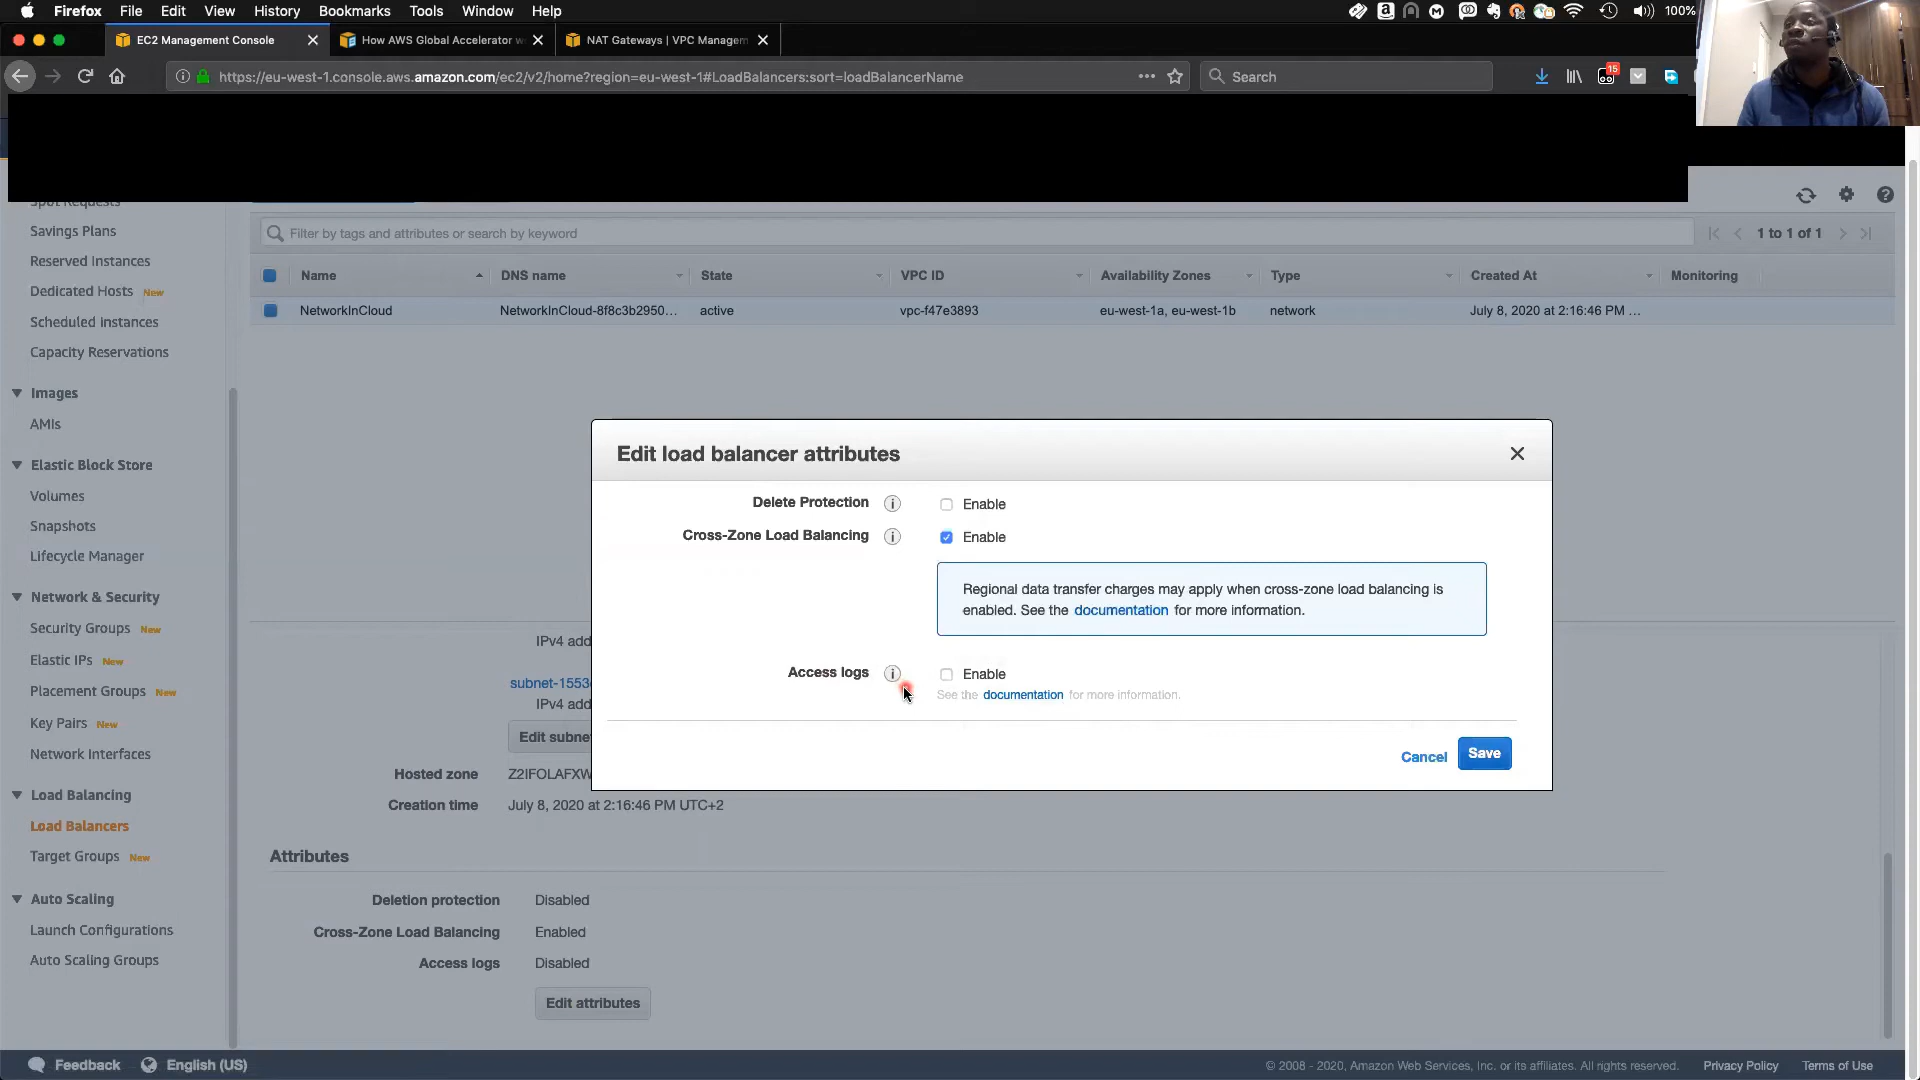 Firefox File Edit View History Bookmarks Tools Window Help 100%
EC2 Management Console
How AWS Global Accelerator w
NAT Gateways | VPC Managem
https://eu-west-1.console.aws.amazon.com/ec2/v2/home?region=eu-west-1#LoadBalancers:sort=loadBalancerName
Search
15
Spot Requests
Savings Plans
Reserved Instances
Dedicated Hosts New
Scheduled Instances
Capacity Reservations
Images
AMIs
Elastic Block Store
Volumes
Snapshots
Lifecycle Manager
Network & Security
Security Groups New
Elastic IPs New
Placement Groups New
Key Pairs New
Network Interfaces
Load Balancing
Load Balancers
Target Groups New
Auto Scaling
Launch Configurations
Auto Scaling Groups
Filter by tags and attributes or search by keyword
1 to 1 of 1
Name DNS name State VPC ID Availability Zones Type Created At Monitoring
NetworkInCloud NetworkInCloud-8f8c3b2950... active vpc-f47e3893 eu-west-1a, eu-west-1b network July 8, 2020 at 2:16:46 PM ...
Edit load balancer attributes
Delete Protection i Enable
Cross-Zone Load Balancing i Enable
Regional data transfer charges may apply when cross-zone load balancing is
enabled. See the documentation for more information.
Access logs i Enable
See the documentation for more information.
Cancel Save
IPv4 add
subnet-1553
IPv4 add
Edit subne
Hosted zone Z2IFOLAFXW
Creation time July 8, 2020 at 2:16:46 PM UTC+2
Attributes
Deletion protection Disabled
Cross-Zone Load Balancing Enabled
Access logs Disabled
Edit attributes
Feedback English (US)
© 2008 - 2020, Amazon Web Services, Inc. or its affiliates. All rights reserved. Privacy Policy Terms of Use